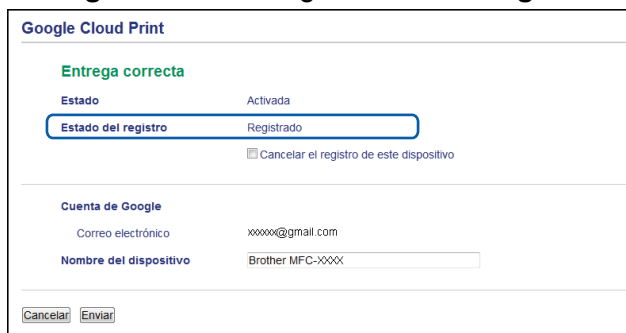 Google Cloud Print
Entrega correcta
Estado Activada
Estado del registro Registrado
Cancelar el registro de este dispositivo
Cuenta de Google
Correo electrónico xxxxxx@gmail.com
Nombre del dispositivo Brother MFC-XXXX
Cancelar Enviar